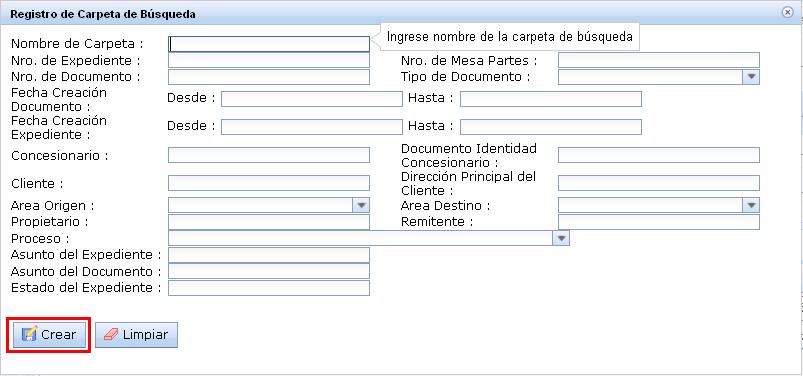 Registro de Carpeta de Búsqueda
Nombre de Carpeta :
Ingrese nombre de la carpeta de búsqueda
Nro. de Expediente :
Nro. de Mesa Partes :
Nro. de Documento :
Tipo de Documento :
Fecha Creación
Documento :
Desde :
Hasta :
Fecha Creación
Expediente :
Desde :
Hasta :
Concesionario :
Documento Identidad
Concesionario :
Cliente :
Dirección Principal del
Cliente :
Area Origen :
Area Destino :
Propietario :
Remitente :
Proceso :
Asunto del Expediente :
Asunto del Documento :
Estado del Expediente :
Crear
Limpiar